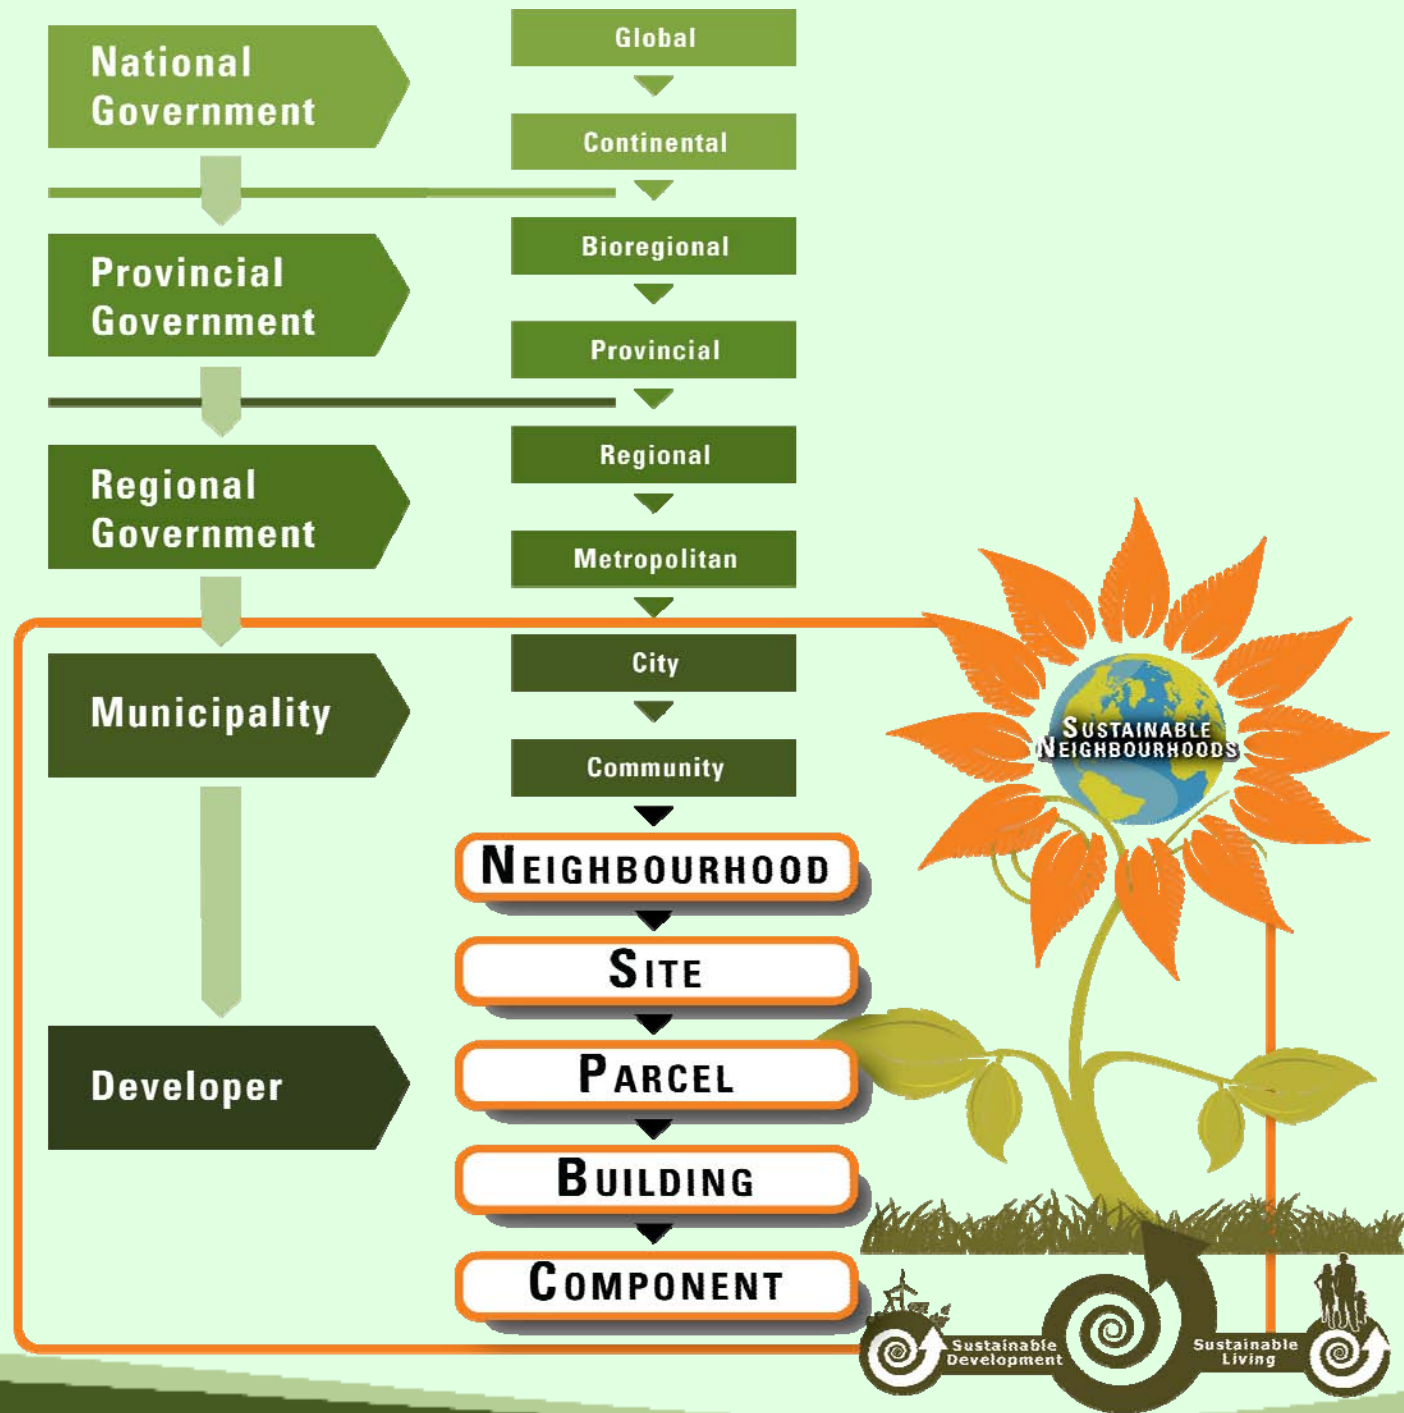 National
Government
Provincial
Government
Regional
Government
Municipality
Developer
Global
Continental
Bioregional
Provincial
Regional
Metropolitan
City
Community
NEIGHBOURHOOD
SITE
PARCEL
BUILDING
COMPONENT
SUSTAINABLE
NEIGHBOURHOODS
Sustainable
Development
Sustainable
Living